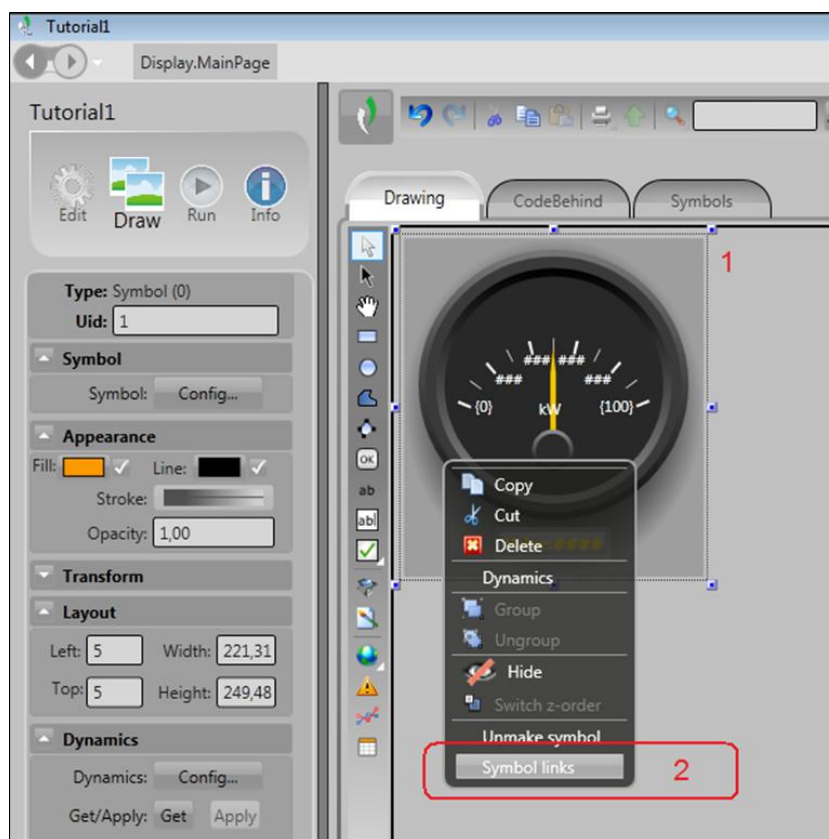 Tutorial1
Display.MainPage
Tutorial1
Edit Draw Run Info
Type: Symbol (0)
Uid: 1
Symbol
Symbol: Config...
Appearance
Fill: Line:
Stroke:
Opacity: 1,00
Transform
Layout
Left: 5 Width: 221,31
Top: 5 Height: 249,48
Dynamics
Dynamics: Config...
Get/Apply: Get Apply
Drawing CodeBehind Symbols
OK
ab
ab
1
### ###
### ###
{0} kW {100}
Copy
Cut
Delete
Dynamics
Group
Ungroup
Hide
Switch z-order
Unmake symbol
Symbol links
2